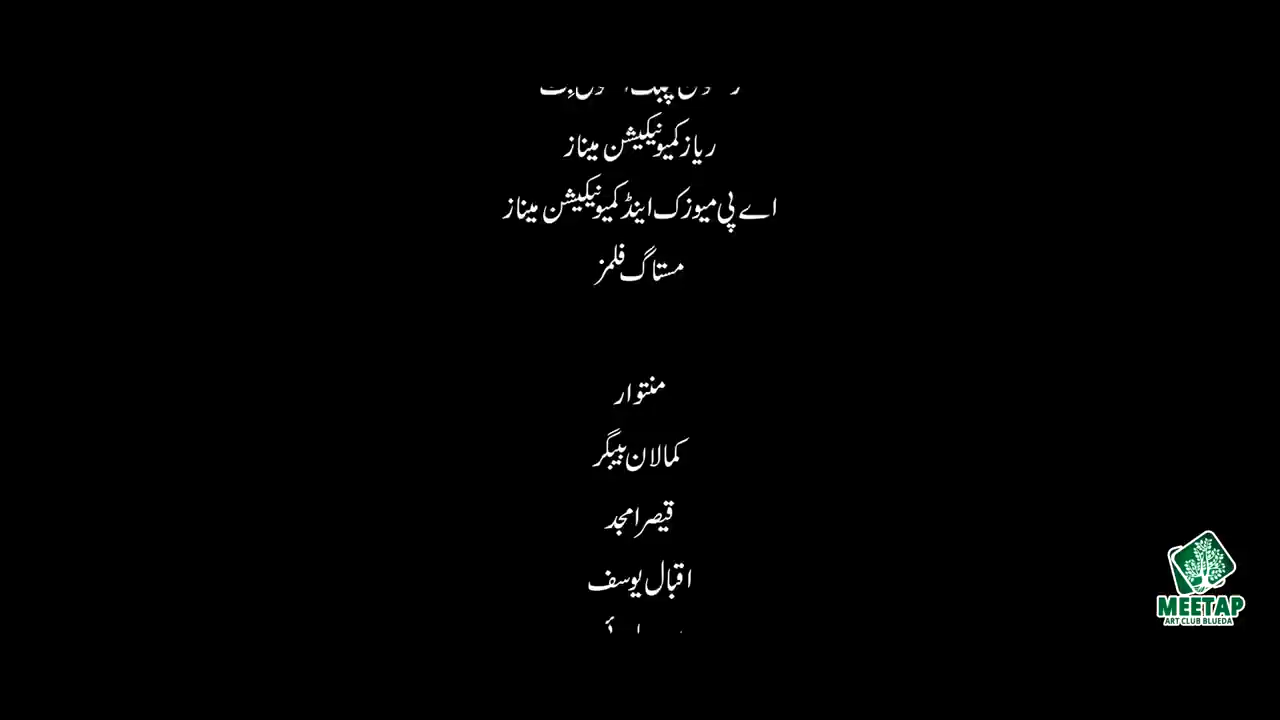 ریاز کمیونیکیشن میناز
اے پی میوزک اینڈ کمیونیکیشن میناز
مستاگ فلمز
منتوار
کمالان بیبگر
قیصر امجد
اقبال یوسف
MEETAP
ART CLUB BLUEDA